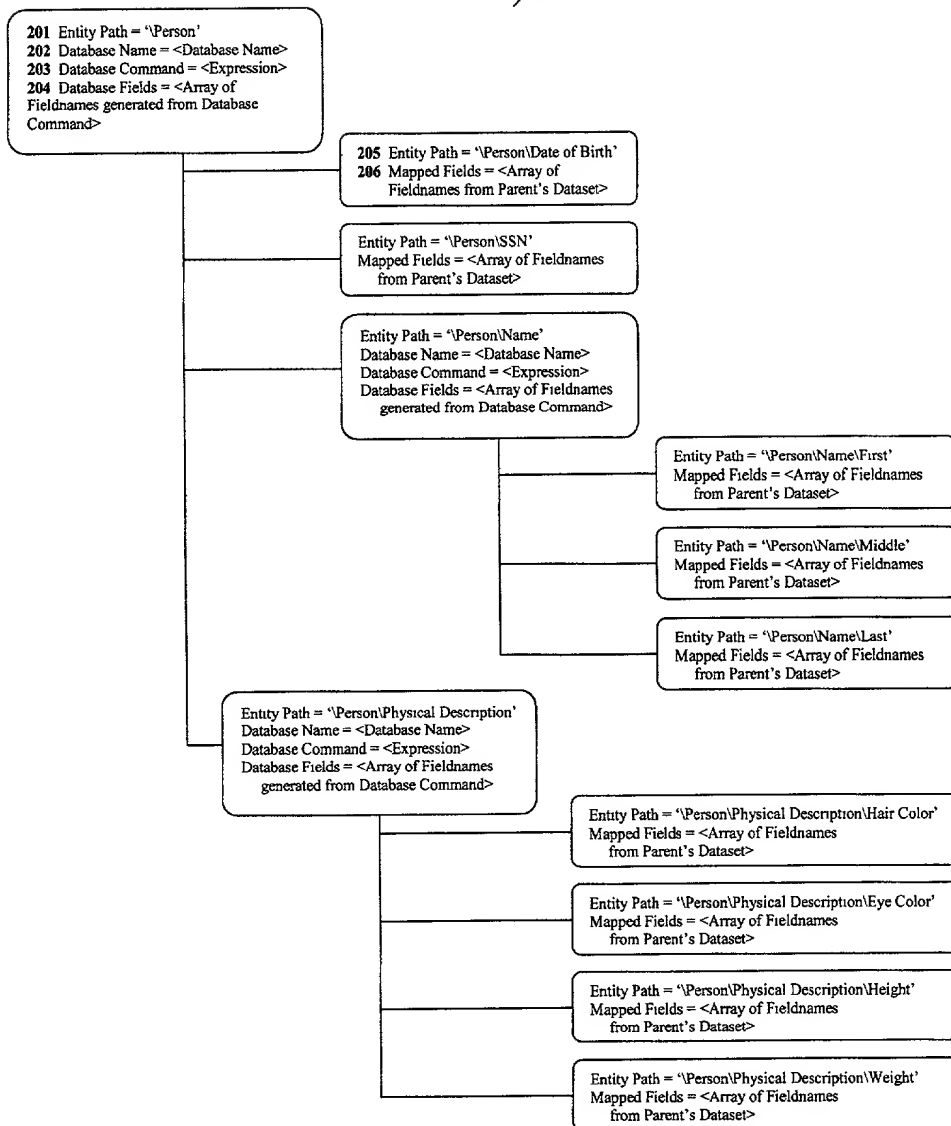 201 Entity Path = ‘\Person’
202 Database Name = <Database Name>
203 Database Command = <Expression>
204 Database Fields = <Array of
Fieldnames generated from Database
Command>
205 Entity Path = ‘\Person\Date of Birth’
206 Mapped Fields = <Array of
Fieldnames from Parent's Dataset>
Entity Path = ‘\Person\SSN’
Mapped Fields = <Array of Fieldnames
from Parent's Dataset>
Entity Path = ‘\Person\Name’
Database Name = <Database Name>
Database Command = <Expression>
Database Fields = <Array of Fieldnames
generated from Database Command>
Entity Path = ‘\Person\Name\First’
Mapped Fields = <Array of Fieldnames
from Parent's Dataset>
Entity Path = ‘\Person\Name\Middle’
Mapped Fields = <Array of Fieldnames
from Parent's Dataset>
Entity Path = ‘\Person\Name\Last’
Mapped Fields = <Array of Fieldnames
from Parent's Dataset>
Entity Path = ‘\Person\Physical Description’
Database Name = <Database Name>
Database Command = <Expression>
Database Fields = <Array of Fieldnames
generated from Database Command>
Entity Path = ‘\Person\Physical Description\Hair Color’
Mapped Fields = <Array of Fieldnames
from Parent's Dataset>
Entity Path = ‘\Person\Physical Description\Eye Color’
Mapped Fields = <Array of Fieldnames
from Parent's Dataset>
Entity Path = ‘\Person\Physical Description\Height’
Mapped Fields = <Array of Fieldnames
from Parent's Dataset>
Entity Path = ‘\Person\Physical Description\Weight’
Mapped Fields = <Array of Fieldnames
from Parent's Dataset>